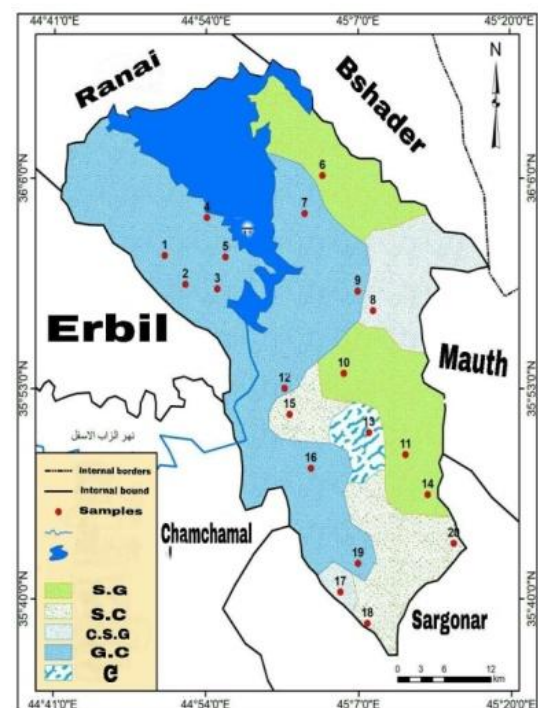 44°41'0"E 44°54'0"E 45°7'0"E 45°20'0"E
N
Ranai
Bshader
36°6'0"N
36°6'0"N
6
7
4
5
1
2
3
9
8
Erbil
Mauth
10
12
35°53'0"N
35°53'0"N
15
13
نهر الزاب الاسفل
11
16
14
Internal borders
Internal bound
Samples
Chamchamal
20
19
17
18
Sargonar
35°40'0"N
35°40'0"N
S.G
S.C
C.S.G
G.C
C
0 3 6 12
km
44°41'0"E 44°54'0"E 45°7'0"E 45°20'0"E